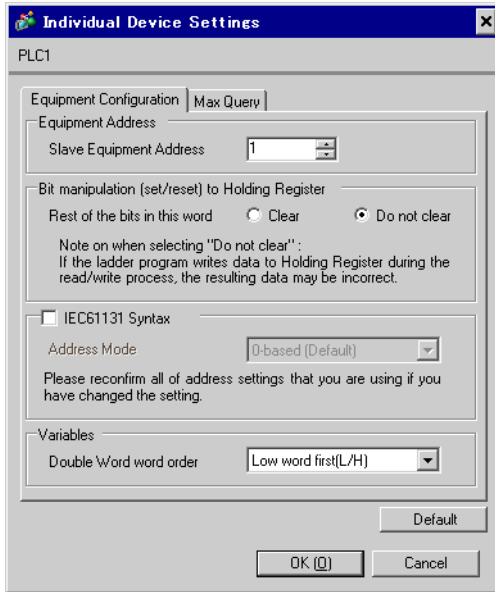 Individual Device Settings
PLC1
Equipment Configuration Max Query
Equipment Address
Slave Equipment Address 1
Bit manipulation (set/reset) to Holding Register
Rest of the bits in this word Clear Do not clear
Note on when selecting "Do not clear" :
If the ladder program writes data to Holding Register during the
read/write process, the resulting data may be incorrect.
IEC61131 Syntax
Address Mode 0-based (Default)
Please reconfirm all of address settings that you are using if you
have changed the setting.
Variables
Double Word word order Low word first(L/H)
Default
OK (O) Cancel